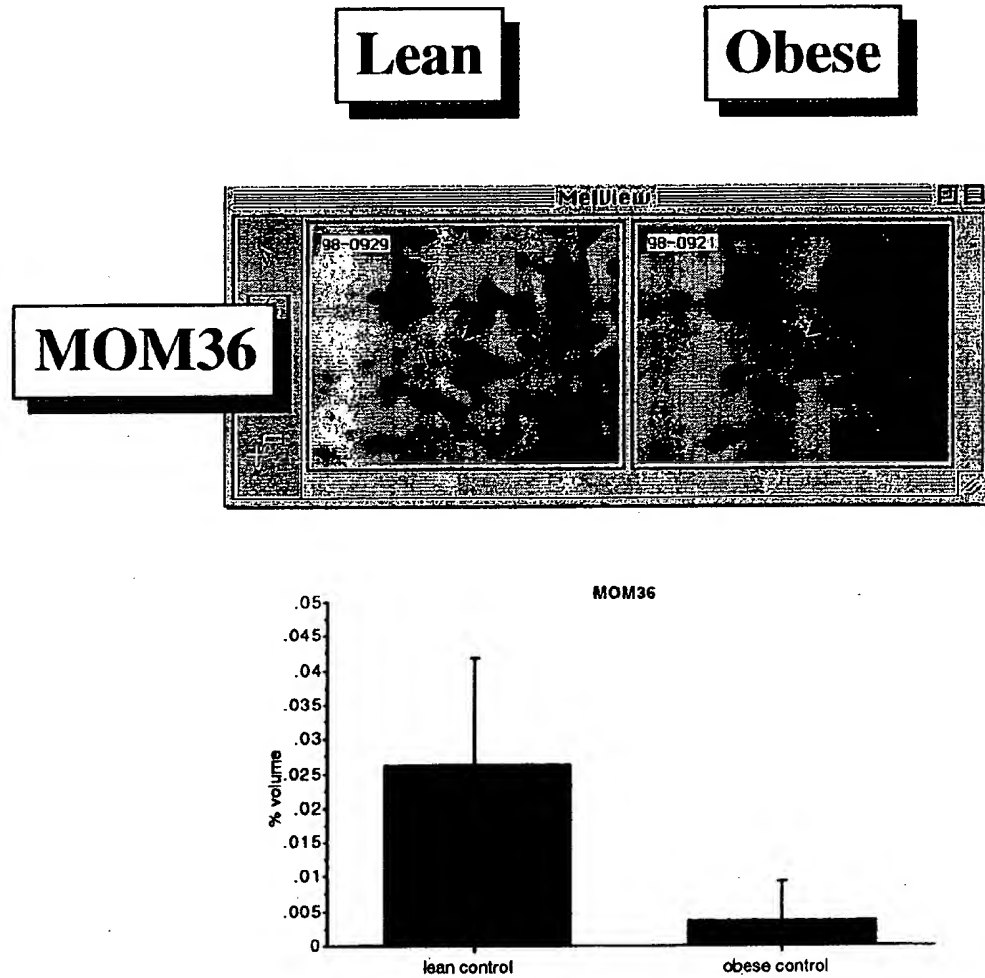 Lean
Obese
MelView
98-0929
98-0921
MOM36
MOM36
.05
.045
.04
.035
.03
.025
.02
.015
.01
.005
0
% volume
lean control
obese control